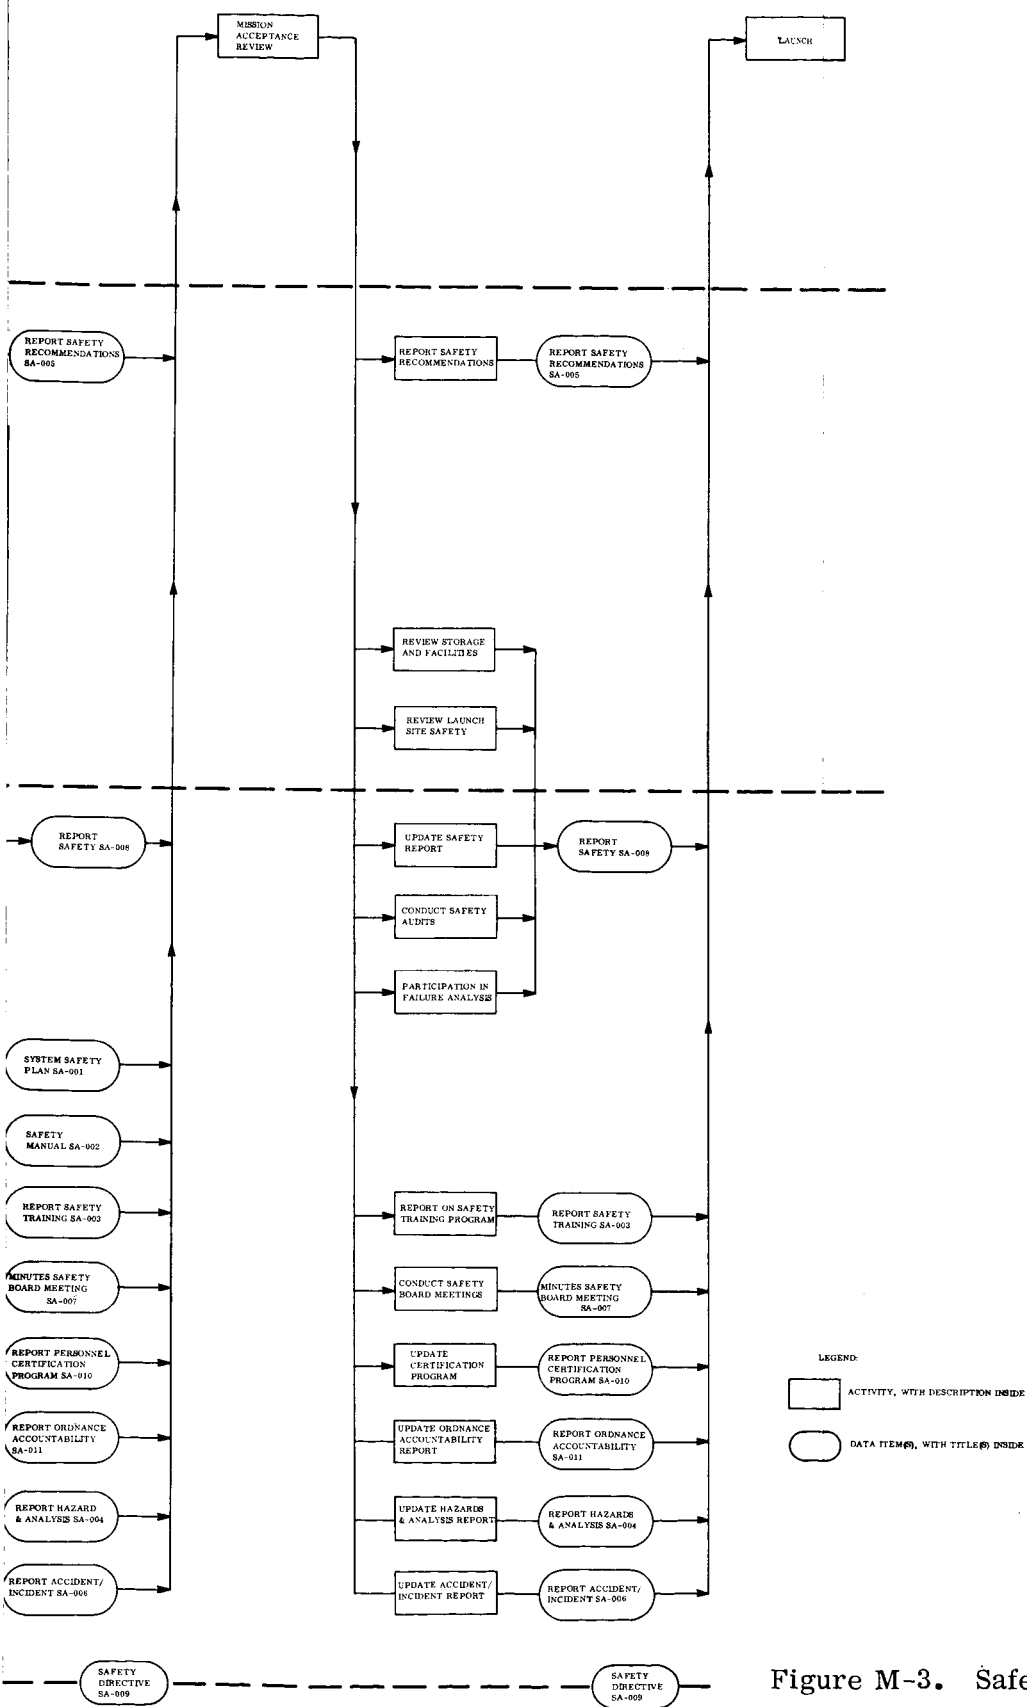 MISSION
ACCEPTANCE
REVIEW
LAUNCH
REPORT SAFETY
RECOMMENDATIONS
SA-005
REPORT SAFETY
RECOMMENDATIONS
REPORT SAFETY
RECOMMENDATIONS
SA-005
REVIEW STORAGE
AND FACILITIES
REVIEW LAUNCH
SITE SAFETY
REPORT
SAFETY SA-008
UPDATE SAFETY
REPORT
REPORT
SAFETY SA-008
CONDUCT SAFETY
AUDITS
PARTICIPATION IN
FAILURE ANALYSIS
SYSTEM SAFETY
PLAN SA-001
SAFETY
MANUAL SA-002
REPORT SAFETY
TRAINING SA-003
REPORT ON SAFETY
TRAINING PROGRAM
REPORT SAFETY
TRAINING SA-003
MINUTES SAFETY
BOARD MEETING
SA-007
CONDUCT SAFETY
BOARD MEETINGS
MINUTES SAFETY
BOARD MEETING
SA-007
REPORT PERSONNEL
CERTIFICATION
PROGRAM SA-010
UPDATE
CERTIFICATION
PROGRAM
REPORT PERSONNEL
CERTIFICATION
PROGRAM SA-010
REPORT ORDNANCE
ACCOUNTABILITY
SA-011
UPDATE ORDNANCE
ACCOUNTABILITY
REPORT
REPORT ORDNANCE
ACCOUNTABILITY
SA-011
REPORT HAZARD
& ANALYSIS SA-004
UPDATE HAZARDS
& ANALYSIS REPORT
REPORT HAZARDS
& ANALYSIS SA-004
REPORT ACCIDENT/
INCIDENT SA-006
UPDATE ACCIDENT/
INCIDENT REPORT
REPORT ACCIDENT/
INCIDENT SA-006
LEGEND:
ACTIVITY, WITH DESCRIPTION INSIDE
DATA ITEM(S), WITH TITLE(S) INSIDE
SAFETY
DIRECTIVE
SA-009
SAFETY
DIRECTIVE
SA-009
Figure M-3. Safe